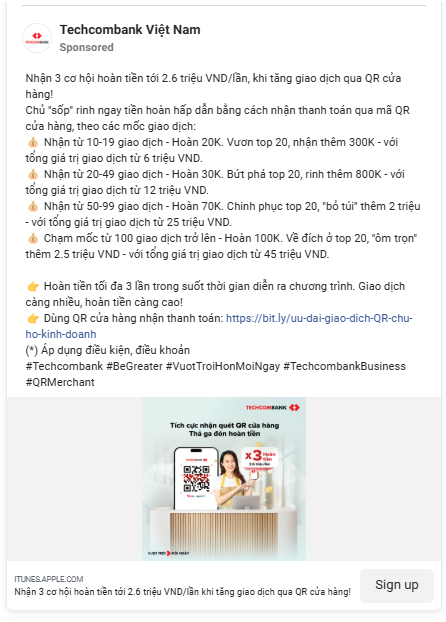 Techcombank Việt Nam
Sponsored
Nhận 3 cơ hội hoàn tiền tới 2.6 triệu VND/lần, khi tăng giao dịch qua QR cửa
hàng!
Chủ "sốp" rinh ngay tiền hoàn hấp dẫn bằng cách nhận thanh toán qua mã QR
cửa hàng, theo các mốc giao dịch:
💰 Nhận từ 10-19 giao dịch - Hoàn 20K. Vươn top 20, nhận thêm 300K - với
tổng giá trị giao dịch từ 6 triệu VND.
💰 Nhận từ 20-49 giao dịch - Hoàn 30K. Bứt phá top 20, rinh thêm 800K - với
tổng giá trị giao dịch từ 12 triệu VND.
💰 Nhận từ 50-99 giao dịch - Hoàn 70K. Chinh phục top 20, "bỏ túi" thêm 2 triệu
- với tổng giá trị giao dịch từ 25 triệu VND.
💰 Chạm mốc từ 100 giao dịch trở lên - Hoàn 100K. Về đích ở top 20, "ôm trọn"
thêm 2.5 triệu VND - với tổng giá trị giao dịch từ 45 triệu VND.
👉 Hoàn tiền tối đa 3 lần trong suốt thời gian diễn ra chương trình. Giao dịch
càng nhiều, hoàn tiền càng cao!
👉 Dùng QR cửa hàng nhận thanh toán: https://bit.ly/uu-dai-giao-dich-QR-chu-
ho-kinh-doanh
(*) Áp dụng điều kiện, điều khoản
#Techcombank #BeGreater #VuotTroiHonMoiNgay #TechcombankBusiness
#QRMerchant
TECHCOMBANK
Tích cực nhận quét QR cửa hàng
Thả ga đón hoàn tiền
x3 Hoàn tiền
2.6 triệu/lần
VƯỢT TRỘI MỖI NGÀY
ITUNES.APPLE.COM
Nhận 3 cơ hội hoàn tiền tới 2.6 triệu VND/lần khi tăng giao dịch qua QR cửa hàng!
Sign up